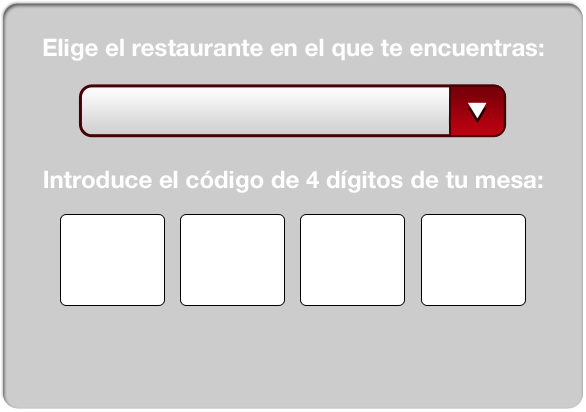 Elige el restaurante en el que te encuentras:
Introduce el código de 4 dígitos de tu mesa: